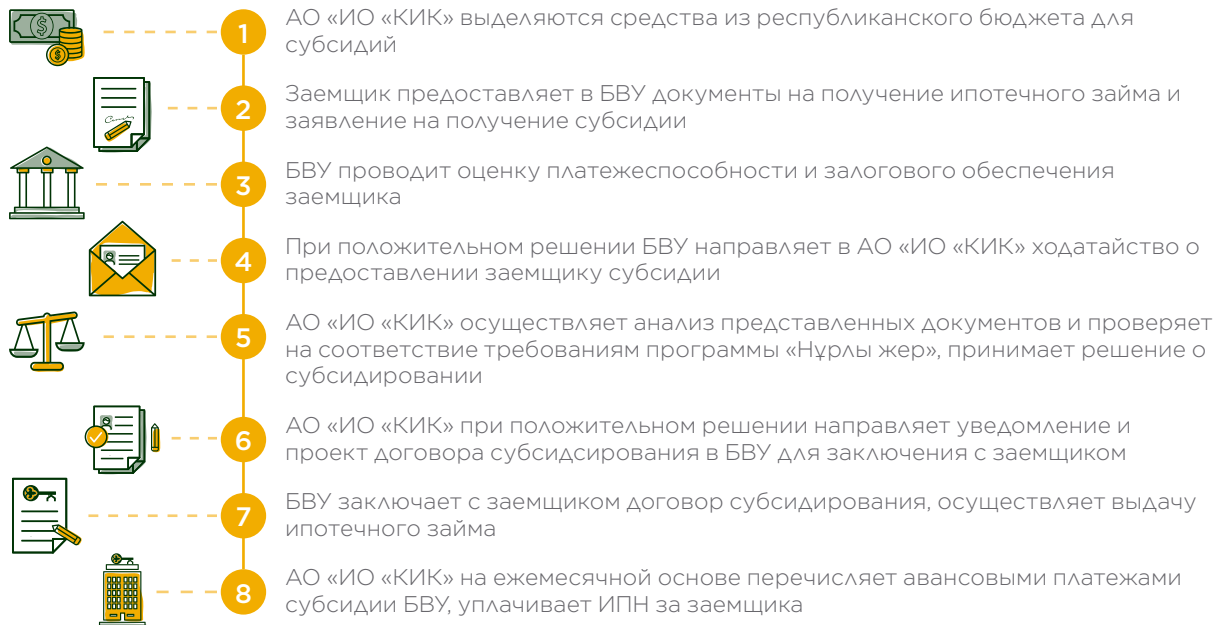 1
АО «ИО «КИК» выделяются средства из республиканского бюджета для
субсидий
2
Заемщик предоставляет в БВУ документы на получение ипотечного займа и
заявление на получение субсидии
3
БВУ проводит оценку платежеспособности и залогового обеспечения
заемщика
4
При положительном решении БВУ направляет в АО «ИО «КИК» ходатайство о
предоставлении заемщику субсидии
5
АО «ИО «КИК» осуществляет анализ представленных документов и проверяет
на соответствие требованиям программы «Нұрлы жер», принимает решение о
субсидировании
6
АО «ИО «КИК» при положительном решении направляет уведомление и
проект договора субсидсирования в БВУ для заключения с заемщиком
7
БВУ заключает с заемщиком договор субсидирования, осуществляет выдачу
ипотечного займа
8
АО «ИО «КИК» на ежемесячной основе перечисляет авансовыми платежами
субсидии БВУ, уплачивает ИПН за заемщика